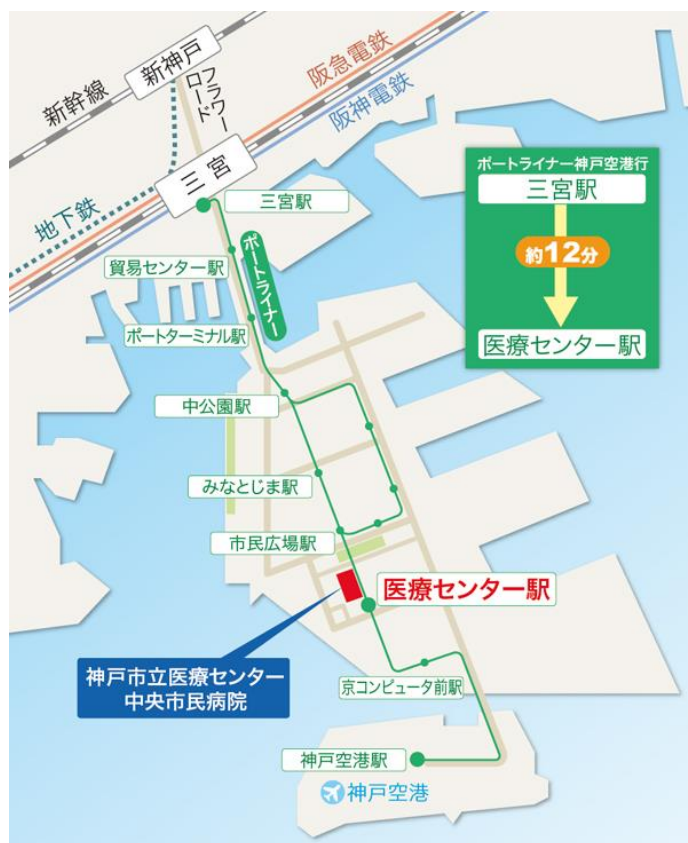 新神戸
新幹線
フラワー
ロード
阪急電鉄
阪神電鉄
三宮
地下鉄
三宮駅
ポートライナー
貿易センター駅
ポートターミナル駅
中公園駅
みなとじま駅
市民広場駅
医療センター駅
神戸市立医療センター
中央市民病院
京コンピュータ前駅
神戸空港駅
神戸空港
ポートライナー神戸空港行
三宮駅
約12分
医療センター駅